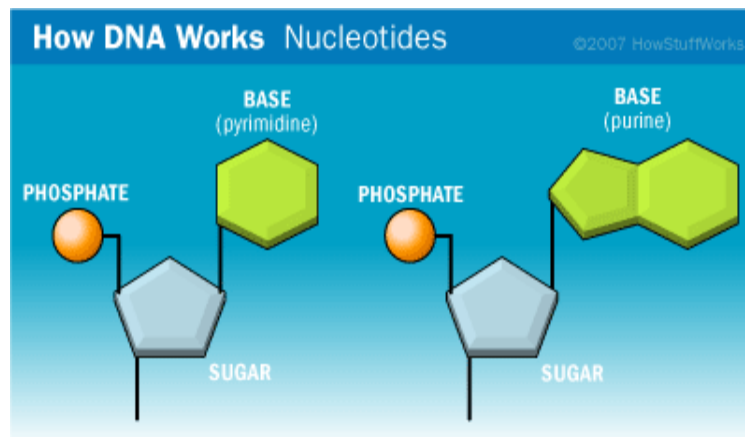 How DNA Works Nucleotides
©2007 HowStuffWorks
BASE
(pyrimidine)
PHOSPHATE
SUGAR
BASE
(purine)
PHOSPHATE
SUGAR